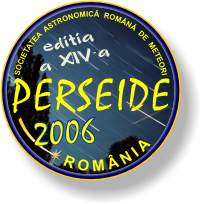 SOCIETATEA ASTRONOMICĂ ROMÂNĂ DE METEORI
editia
a XIV-a
PERSEIDE
2006
ROMÂNIA